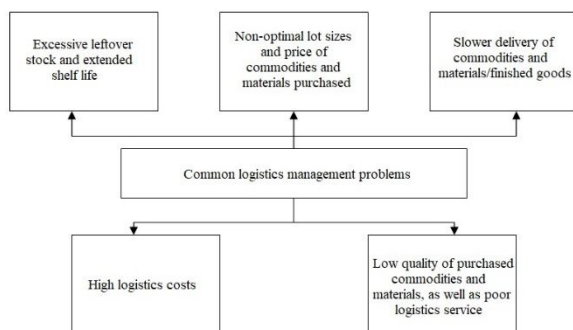 Excessive leftover
stock and extended
shelf life
Non-optimal lot sizes
and price of
commodities and
materials purchased
Slower delivery of
commodities and
materials/finished goods
Common logistics management problems
High logistics costs
Low quality of purchased
commodities and
materials, as well as poor
logistics service